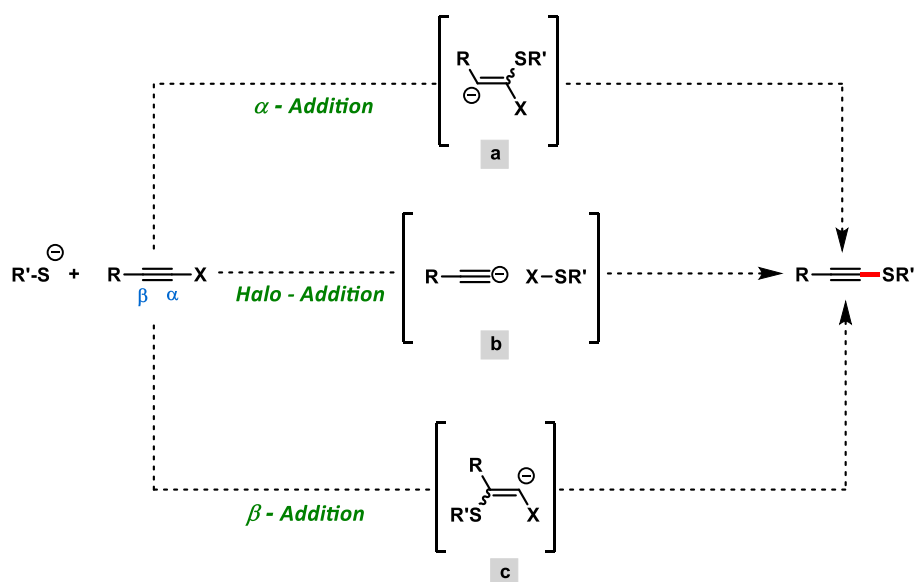 R
SR'
⊖
X
α - Addition
a
R'-S ⊖ + R X
β α
R ⊖ X-SR'
R SR'
Halo - Addition
b
R ⊖
R'S X
β - Addition
c